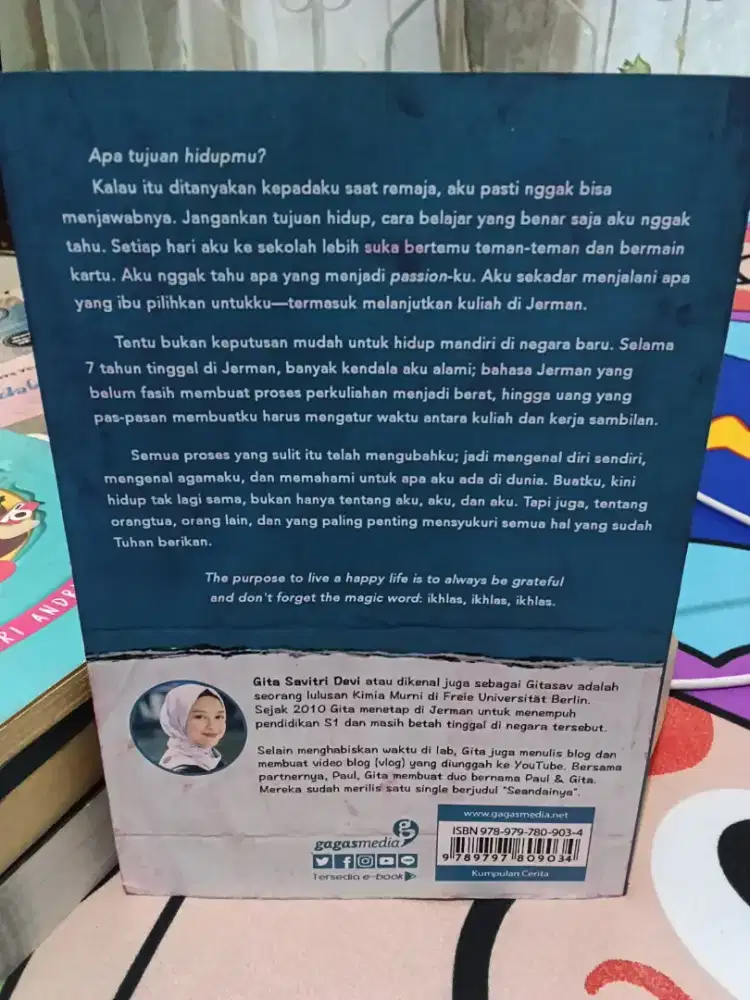 Apa tujuan hidupmu?
Kalau itu ditanyakan kepadaku saat remaja, aku pasti nggak bisa
menjawabnya. Jangankan tujuan hidup, cara belajar yang benar saja aku nggak
tahu. Setiap hari aku ke sekolah lebih suka bertemu teman-teman dan bermain
kartu. Aku nggak tahu apa yang menjadi passion-ku. Aku sekadar menjalani apa
yang ibu pilihkan untukku—termasuk melanjutkan kuliah di Jerman.
Tentu bukan keputusan mudah untuk hidup mandiri di negara baru. Selama
7 tahun tinggal di Jerman, banyak kendala aku alami; bahasa Jerman yang
belum fasih membuat proses perkuliahan menjadi berat, hingga uang yang
pas-pasan membuatku harus mengatur waktu antara kuliah dan kerja sambilan.
Semua proses yang sulit itu telah mengubahku; jadi mengenal diri sendiri,
mengenal agamaku, dan memahami untuk apa aku ada di dunia. Buatku, kini
hidup tak lagi sama, bukan hanya tentang aku, aku, dan aku. Tapi juga, tentang
orangtua, orang lain, dan yang paling penting mensyukuri semua hal yang sudah
Tuhan berikan.
The purpose to live a happy life is to always be grateful
and don't forget the magic word: ikhlas, ikhlas, ikhlas.
Gita Savitri Devi atau dikenal juga sebagai Gitasav adalah
seorang lulusan Kimia Murni di Freie Universität Berlin.
Sejak 2010 Gita menetap di Jerman untuk menempuh
pendidikan S1 dan masih betah tinggal di negara tersebut.
Selain menghabiskan waktu di lab, Gita juga menulis blog dan
membuat video blog (vlog) yang diunggah ke YouTube. Bersama
partnernya, Paul, Gita membuat duo bernama Paul & Gita.
Mereka sudah merilis satu single berjudul "Seandainya".
gagasmedia
Tersedia e-book
www.gagasmedia.net
ISBN 978-979-780-903-4
9 789797 809034
Kumpulan Cerita
RI ANDR